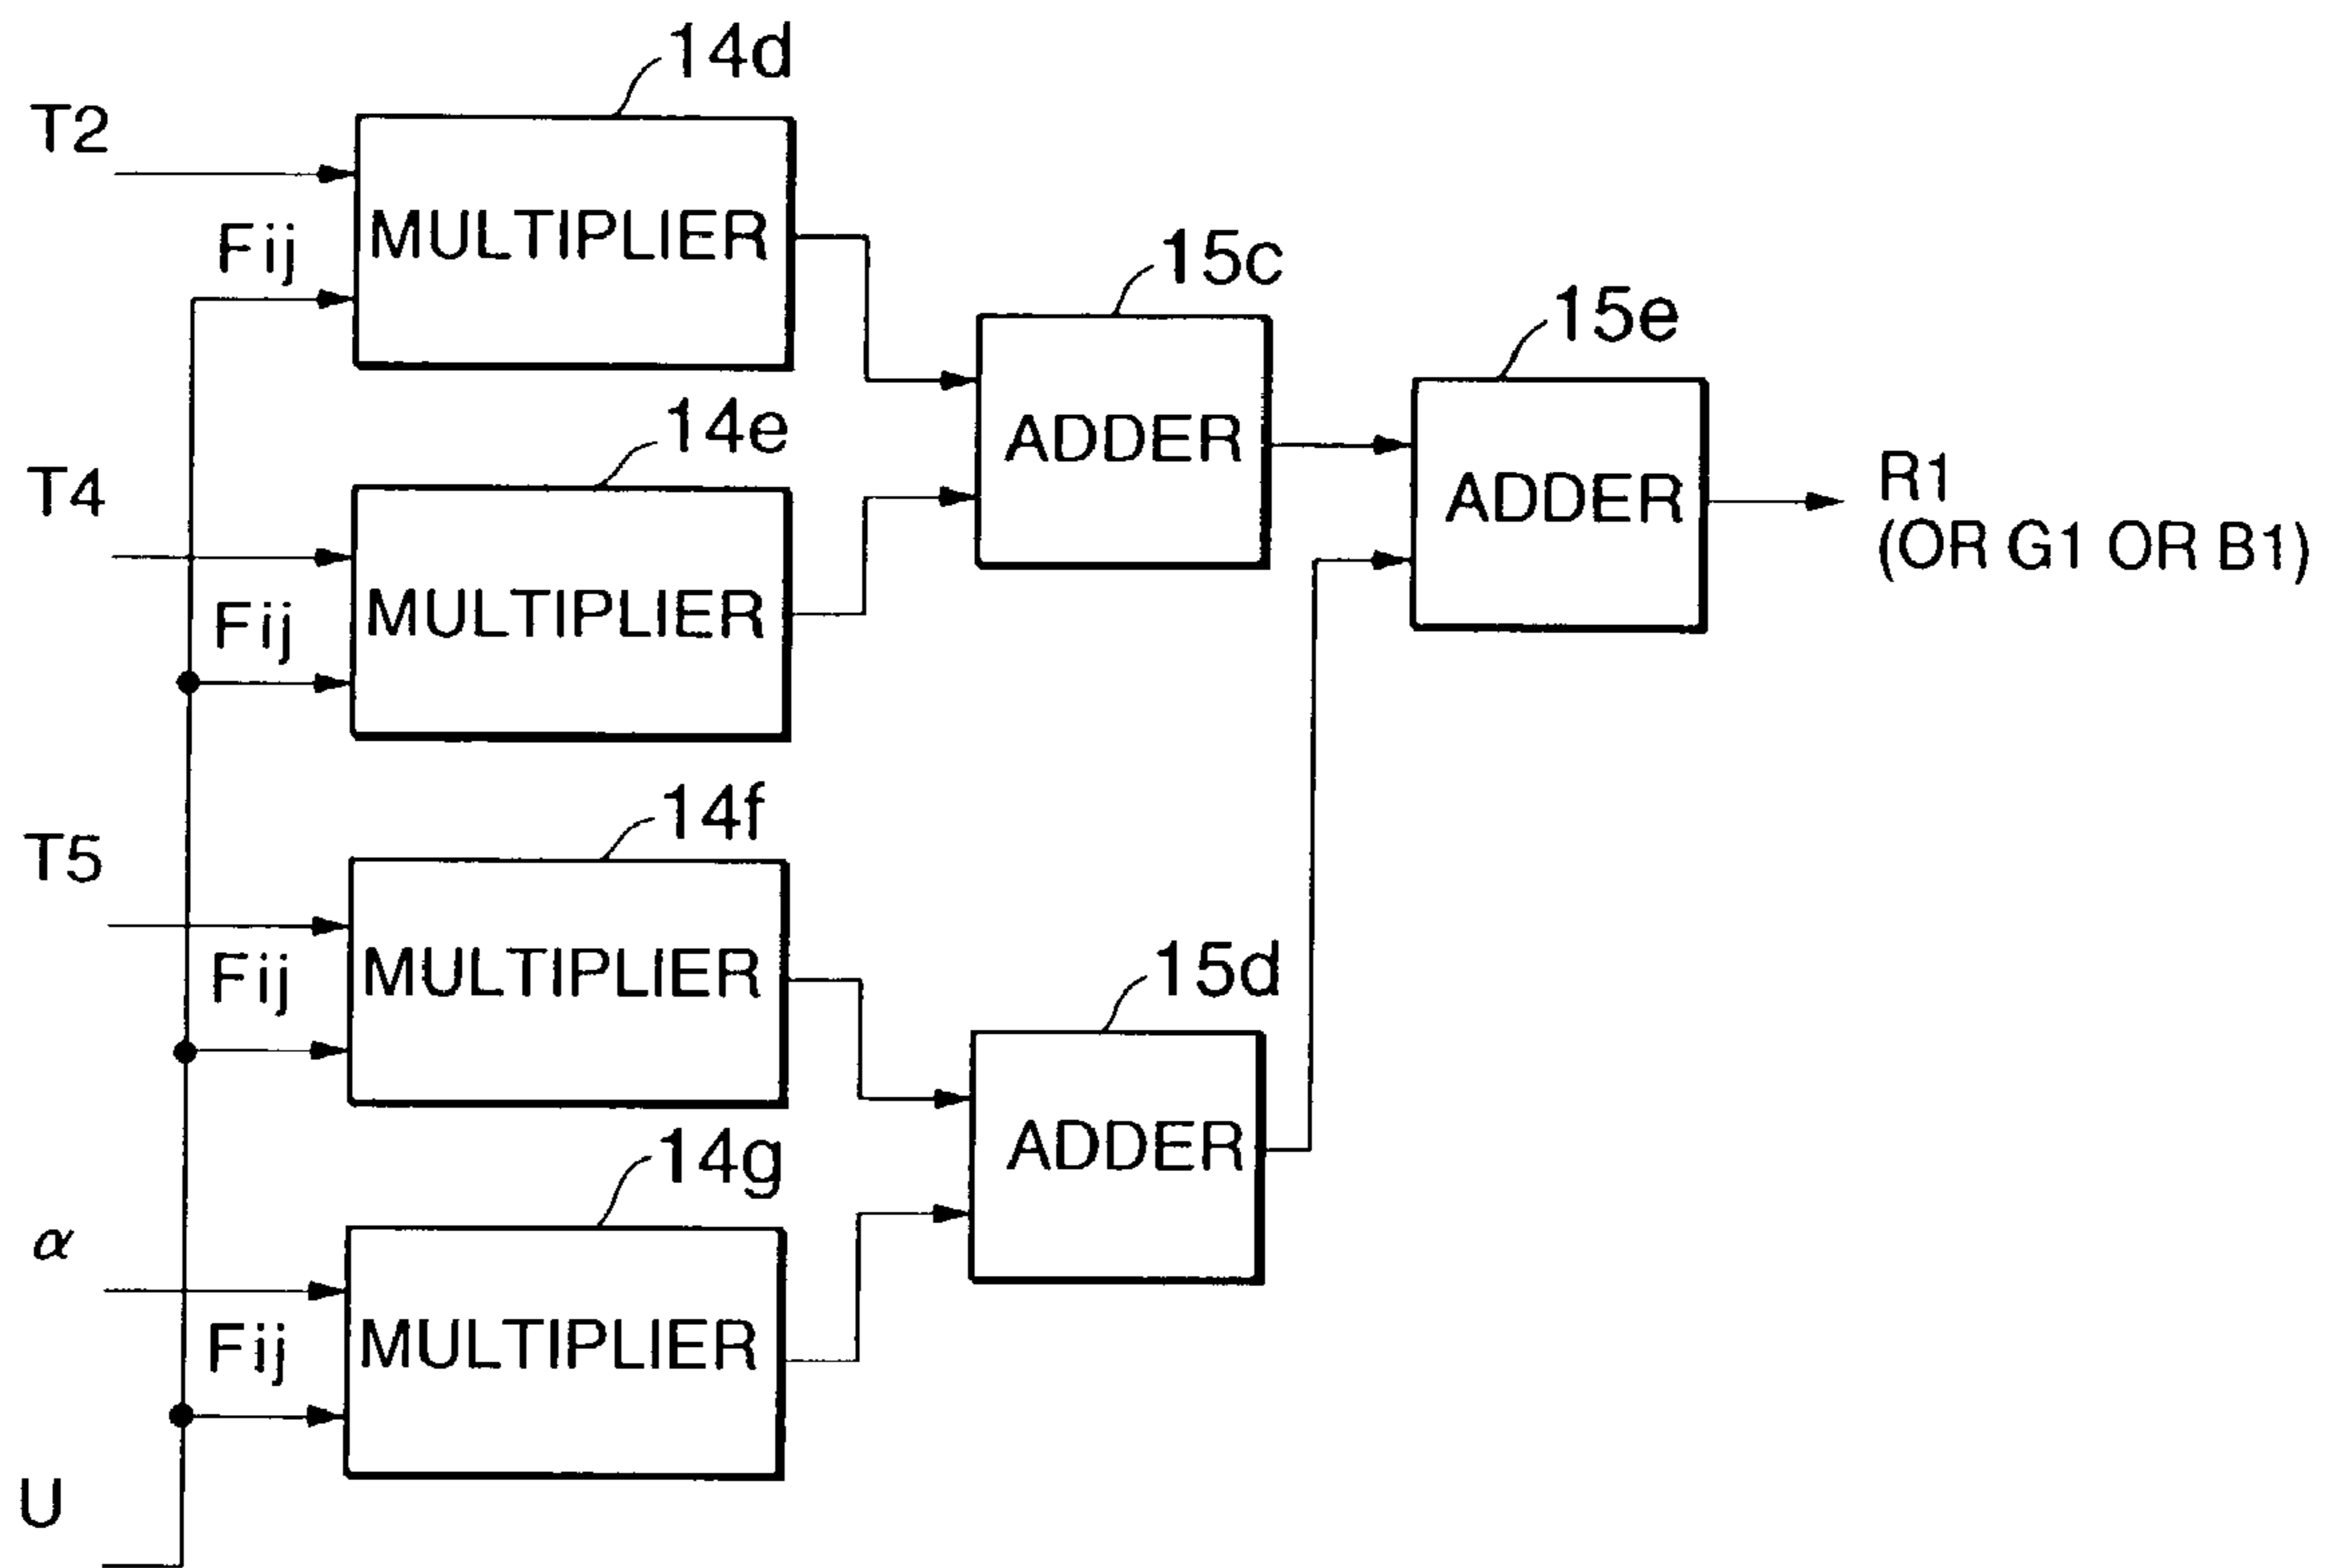 14d
T2
Fij
MULTIPLIER
15c
15e
14e
ADDER
T4
ADDER
R1
(OR G1 OR B1)
Fij
MULTIPLIER
14f
T5
Fij
MULTIPLIER
15d
14g
ADDER
α
Fij
MULTIPLIER
U